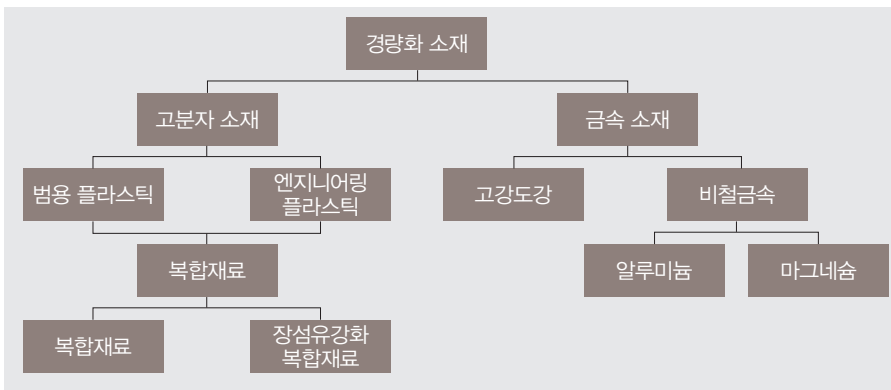 경량화 소재
고분자 소재
금속 소재
범용 플라스틱
엔지니어링
플라스틱
고강도강
비철금속
복합재료
알루미늄
마그네슘
복합재료
장섬유강화
복합재료